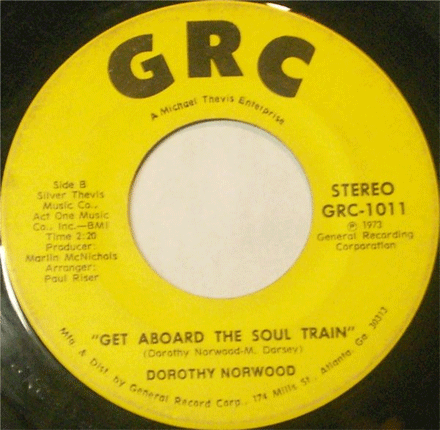 GRC
A Michael Thevis Enterprise
Side B
Silver Thevis
Music Co.,
Act One Music
Co., Inc.—BMI
Time 2:20
Producer:
Marlin McNichols
Arranger:
Paul Riser
STEREO
GRC-1011
Ⓟ 1973
General Recording
Corporation
"GET ABOARD THE SOUL TRAIN"
(Dorothy Norwood-M. Dorsey)
DOROTHY NORWOOD
Mfg. & Dist. by General Record Corp., 174 Mills St., Atlanta, Ga. 30313